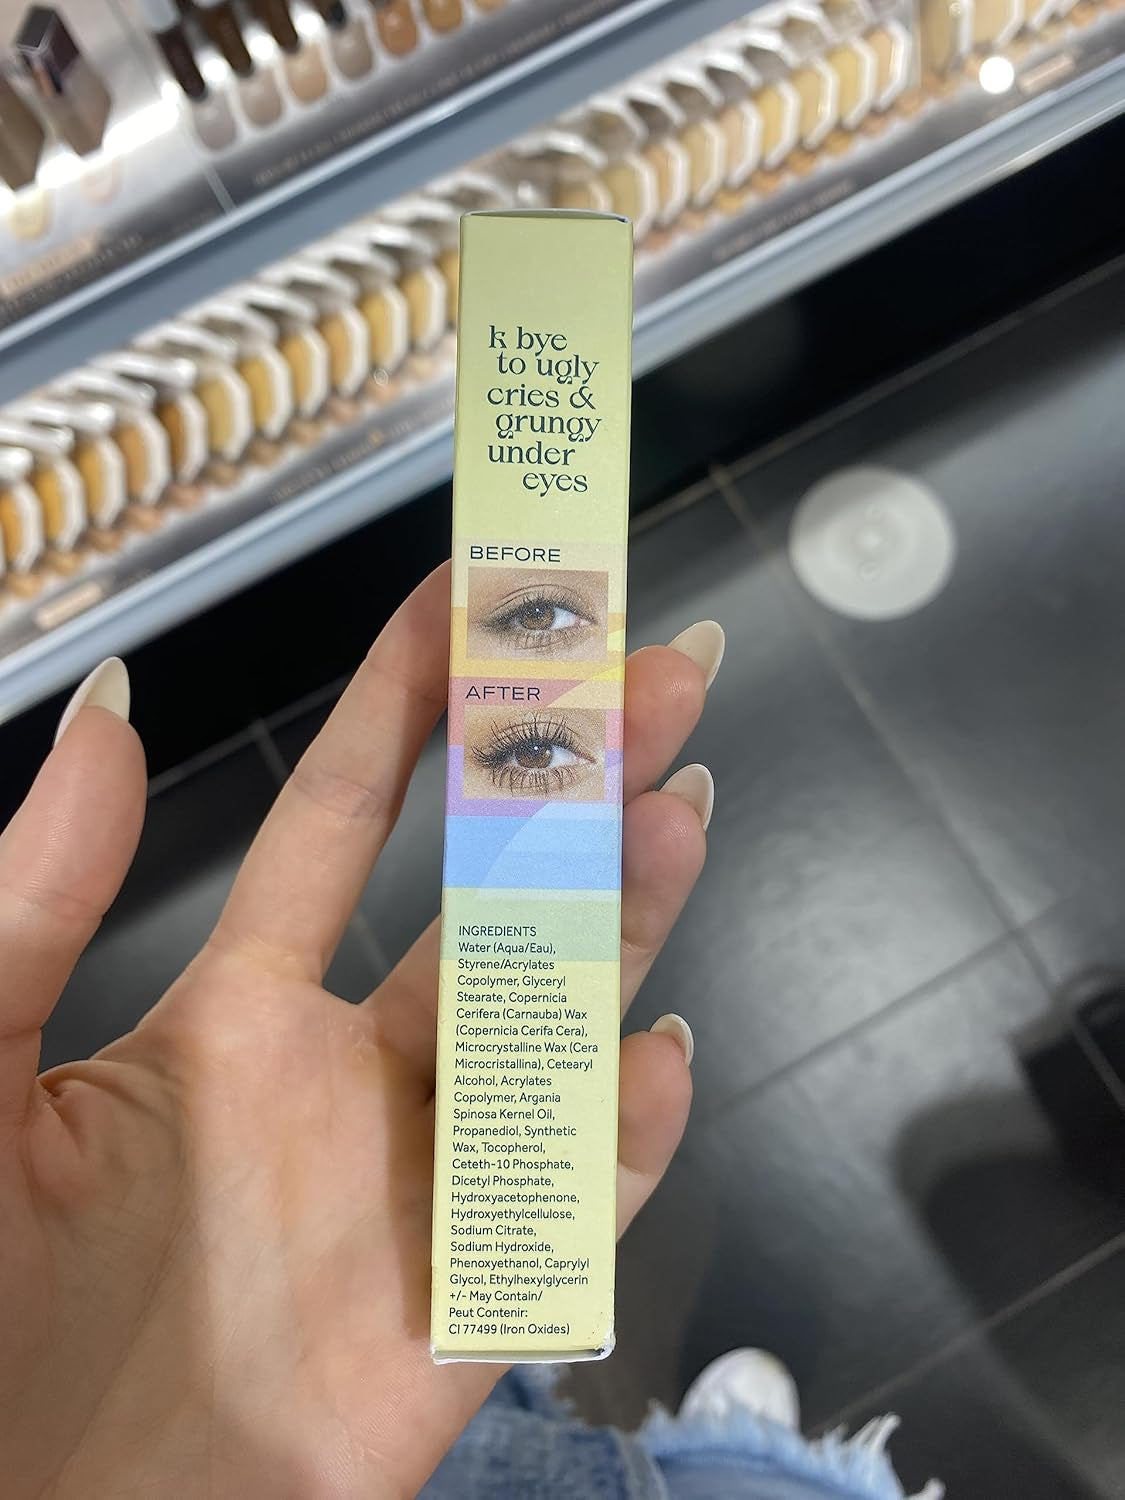 k bye
to ugly
cries &
grungy
under
eyes
BEFORE
AFTER
INGREDIENTS
Water (Aqua/Eau),
Styrene/Acrylates
Copolymer, Glyceryl
Stearate, Copernicia
Cerifera (Carnauba) Wax
(Copernicia Cerifa Cera),
Microcrystalline Wax (Cera
Microcristallina), Cetearyl
Alcohol, Acrylates
Copolymer, Argania
Spinosa Kernel Oil,
Propanediol, Synthetic
Wax, Tocopherol,
Ceteth-10 Phosphate,
Dicetyl Phosphate,
Hydroxyacetophenone,
Hydroxyethylcellulose,
Sodium Citrate,
Sodium Hydroxide,
Phenoxyethanol, Caprylyl
Glycol, Ethylhexylglycerin
+/- May Contain/
Peut Contenir:
CI 77499 (Iron Oxides)